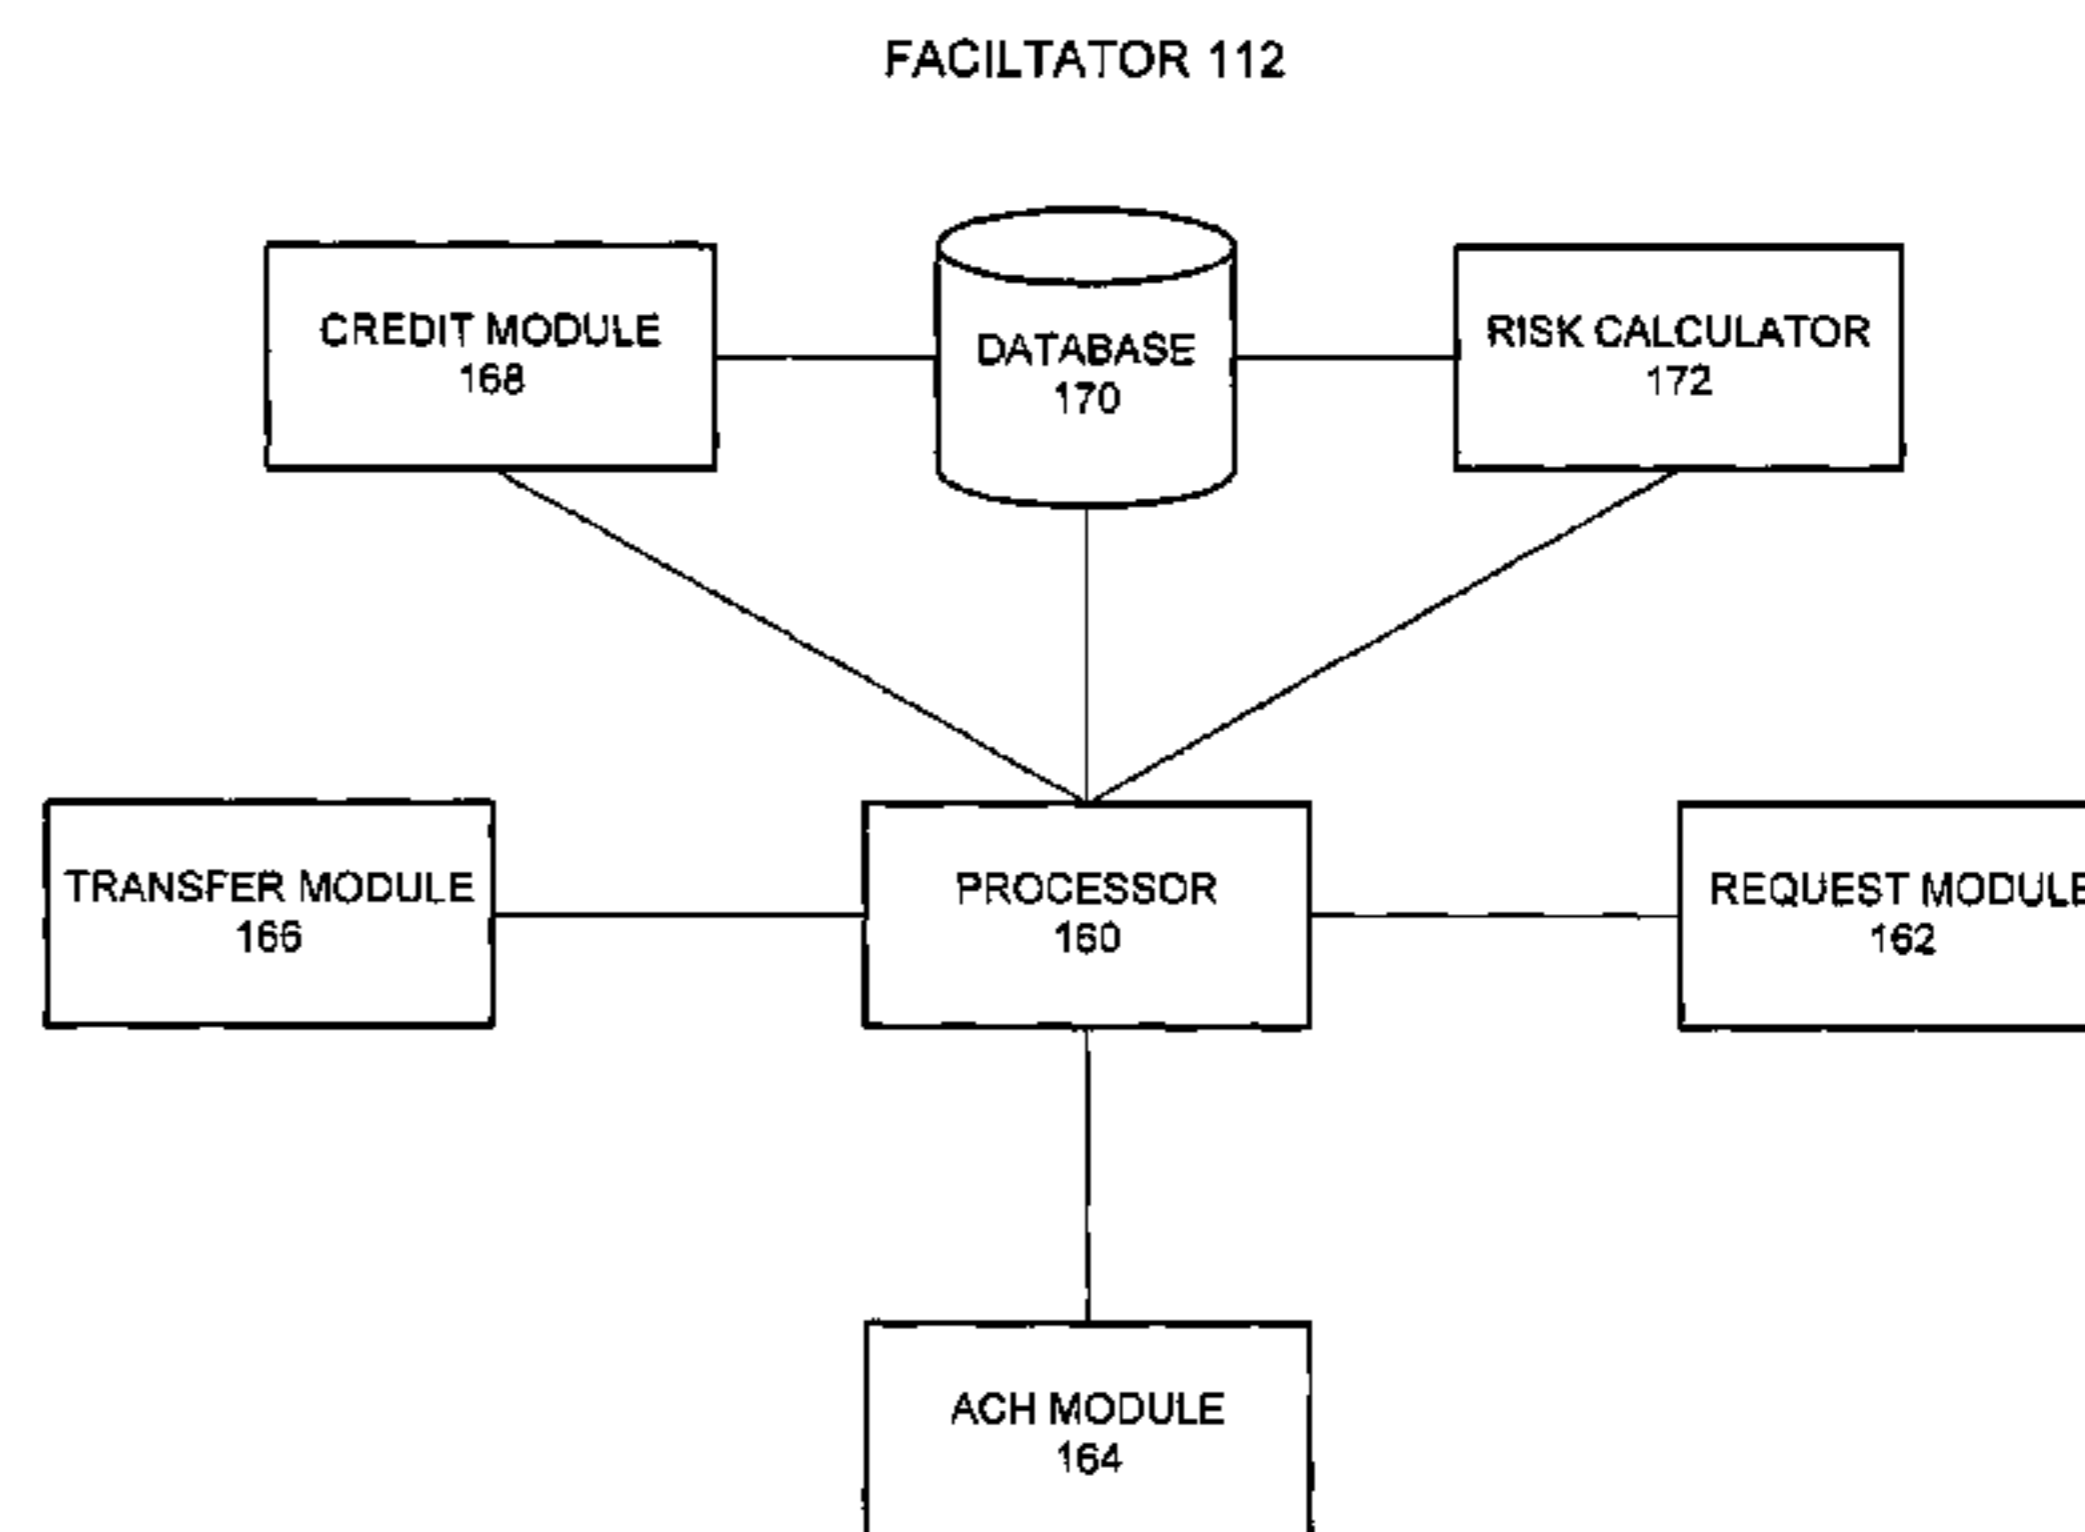 FACILTATOR 112
CREDIT MODULE
168
DATABASE
170
RISK CALCULATOR
172
TRANSFER MODULE
166
PROCESSOR
160
REQUEST MODULE
162
ACH MODULE
164